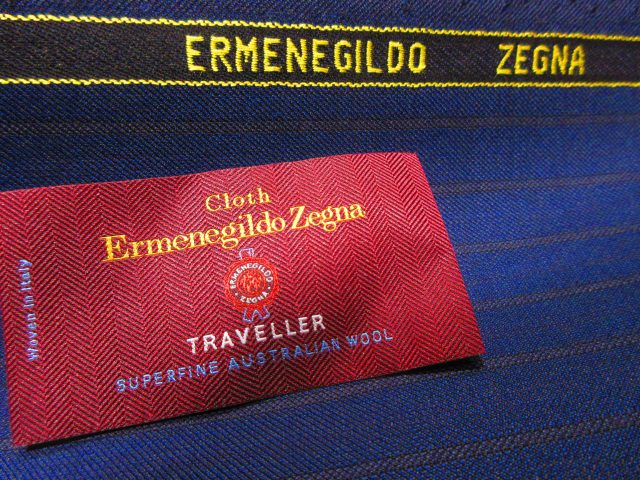 ERMENEGILDO ZEGNA
Cloth
Ermenegildo Zegna
ERMENEGILDO
ZEGNA
TRAVELLER
SUPERFINE AUSTRALIAN WOOL
Woven in Italy